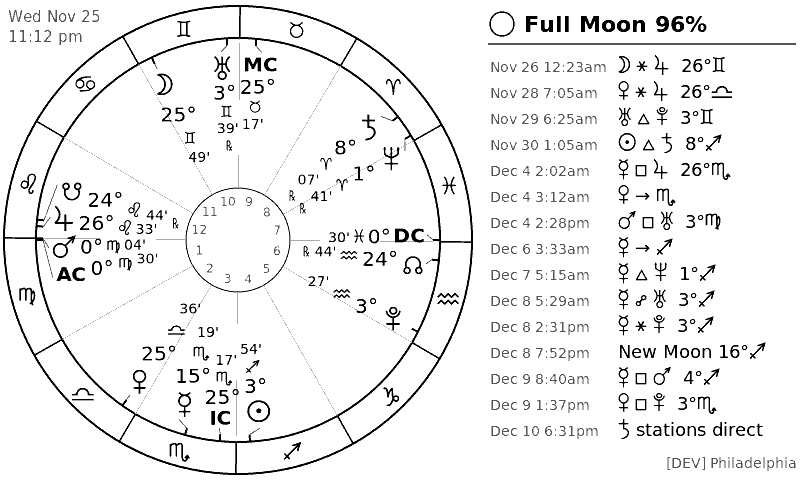 Wed Nov 25
11:12 pm
♊ ♉
♋ ♈
♌ ♓
♍ ♒
♎ ♑
♏ ♐
☽ 25° ♊ 49'
♅ 3° ♊ 39' ℞
MC 25° ♉ 17'
♄ 8° ♈ 07' ℞
♆ 1° ♈ 41' ℞
☋ 24° ♌ 44' ℞
♃ 26° ♌ 33'
♂ 0° ♍ 04'
AC 0° ♍ 30'
30' ♓ 0° DC
℞ 44' ♒ 24° ☊
27' ♒ 3° ♇
36' ♎ 25° ♀
19' ♏ 15° ☿
17' ♏ 25° IC
54' ♐ 3° ☉
10 9
11 8
12 7
1 6
2 5
3 4
Full Moon 96%
Nov 26 12:23am ☽ ⚹ ♃ 26°♊
Nov 28 7:05am ♀ ⚹ ♃ 26°♎
Nov 29 6:25am ♅ △ ♇ 3°♊
Nov 30 1:05am ☉ △ ♄ 8°♐
Dec 4 2:02am ☿ □ ♃ 26°♏
Dec 4 3:12am ♀ → ♏
Dec 4 2:28pm ♂ □ ♅ 3°♍
Dec 6 3:33am ☿ → ♐
Dec 7 5:15am ☿ △ ♆ 1°♐
Dec 8 5:29am ☿ ☍ ♅ 3°♐
Dec 8 2:31pm ☿ ⚹ ♇ 3°♐
Dec 8 7:52pm New Moon 16°♐
Dec 9 8:40am ☿ □ ♂ 4°♐
Dec 9 1:37pm ♀ □ ♇ 3°♏
Dec 10 6:31pm ♄ stations direct
[DEV] Philadelphia